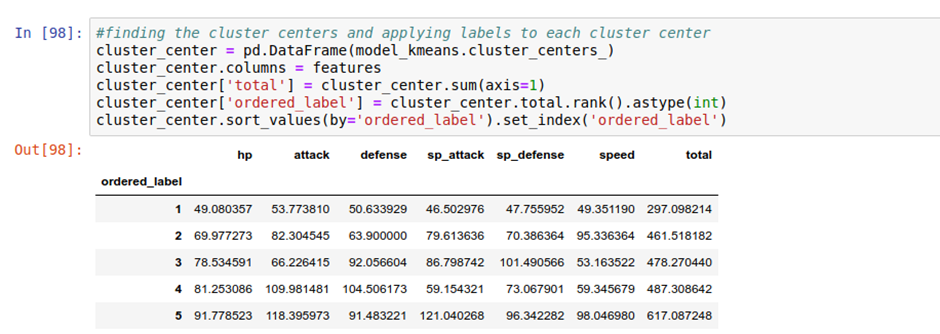 In [98]: #finding the cluster centers and applying labels to each cluster center
cluster_center = pd.DataFrame(model_kmeans.cluster_centers_)
cluster_center.columns = features
cluster_center['total'] = cluster_center.sum(axis=1)
cluster_center['ordered_label'] = cluster_center.total.rank().astype(int)
cluster_center.sort_values(by='ordered_label').set_index('ordered_label')
Out[98]:
hp attack defense sp_attack sp_defense speed total
ordered_label
1 49.080357 53.773810 50.633929 46.502976 47.755952 49.351190 297.098214
2 69.977273 82.304545 63.900000 79.613636 70.386364 95.336364 461.518182
3 78.534591 66.226415 92.056604 86.798742 101.490566 53.163522 478.270440
4 81.253086 109.981481 104.506173 59.154321 73.067901 59.345679 487.308642
5 91.778523 118.395973 91.483221 121.040268 96.342282 98.046980 617.087248